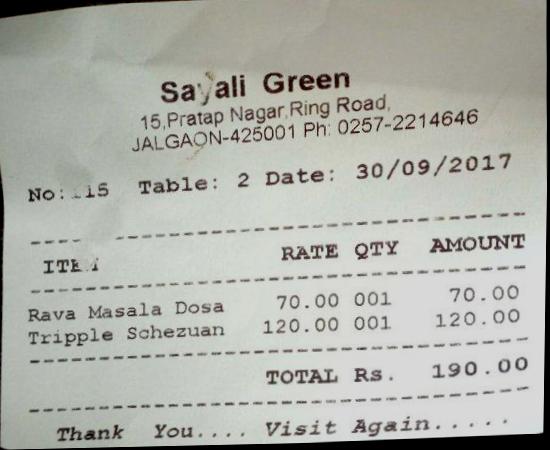 Sayali Green
15,Pratap Nagar,Ring Road,
JALGAON-425001 Ph: 0257-2214646
No: 115 Table: 2 Date: 30/09/2017
ITEM RATE QTY AMOUNT
Rava Masala Dosa 70.00 001 70.00
Tripple Schezuan 120.00 001 120.00
TOTAL Rs. 190.00
Thank You.... Visit Again.....